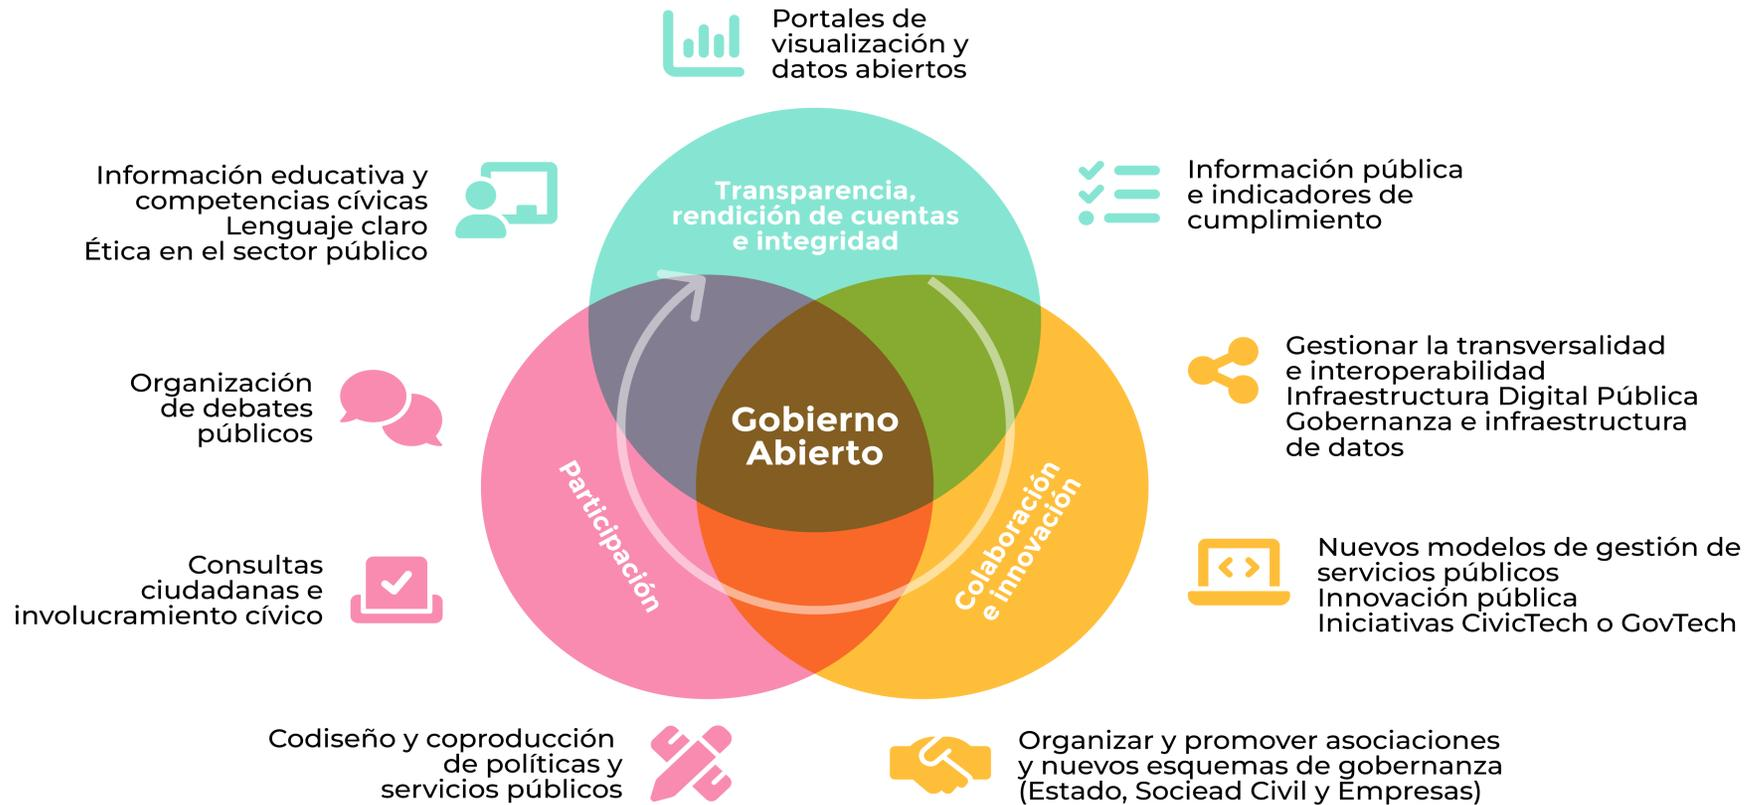 Portales de
visualización y
datos abiertos
Información educativa y
competencias cívicas
Lenguaje claro
Ética en el sector público
Transparencia,
rendición de cuentas
e integridad
Información pública
e indicadores de
cumplimiento
Organización
de debates
públicos
Gobierno
Abierto
Gestionar la transversalidad
e interoperabilidad
Infraestructura Digital Pública
Gobernanza e infraestructura
de datos
Participación
Colaboración
e innovación
Consultas
ciudadanas e
involucramiento cívico
Nuevos modelos de gestión de
servicios públicos
Innovación pública
Iniciativas CivicTech o GovTech
Codiseño y coproducción
de políticas y
servicios públicos
Organizar y promover asociaciones
y nuevos esquemas de gobernanza
(Estado, Sociead Civil y Empresas)